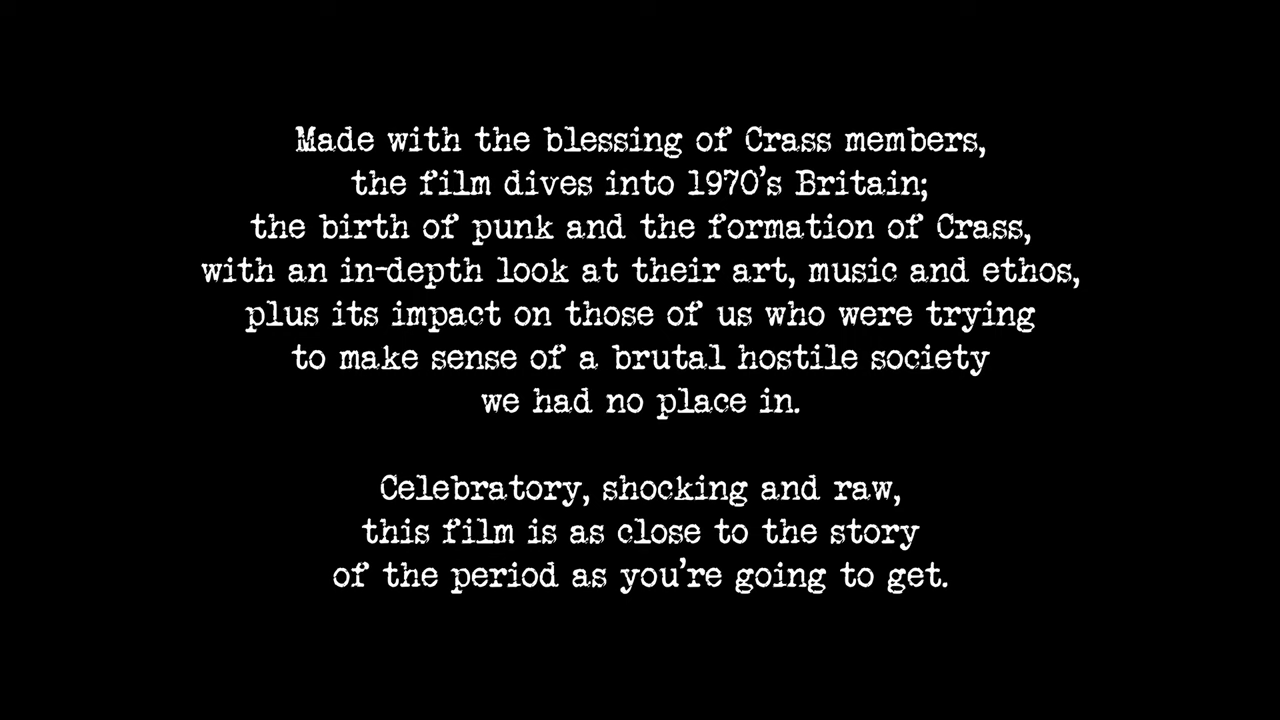 Made with the blessing of Crass members,
the film dives into 1970's Britain;
the birth of punk and the formation of Crass,
with an in-depth look at their art, music and ethos,
plus its impact on those of us who were trying
to make sense of a brutal hostile society
we had no place in.
Celebratory, shocking and raw,
this film is as close to the story
of the period as you're going to get.